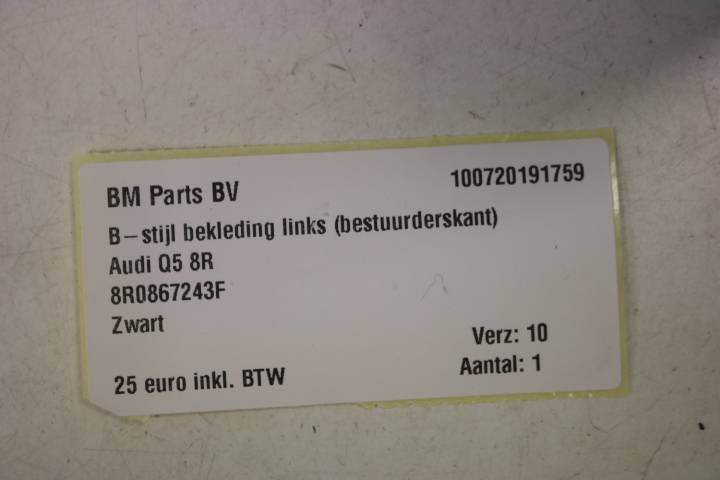 BM Parts BV
100720191759
B-stijl bekleding links (bestuurderskant)
Audi Q5 8R
8R0867243F
Zwart
Verz: 10
Aantal: 1
25 euro inkl. BTW